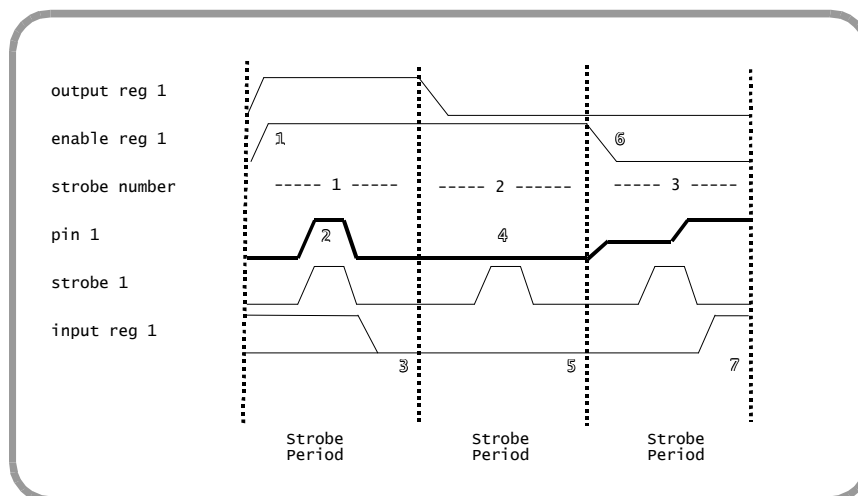 output reg 1
enable reg 1
1
6
strobe number
----- 1 -----
----- 2 -----
----- 3 -----
pin 1
2
4
strobe 1
input reg 1
3
5
7
Strobe
Period
Strobe
Period
Strobe
Period